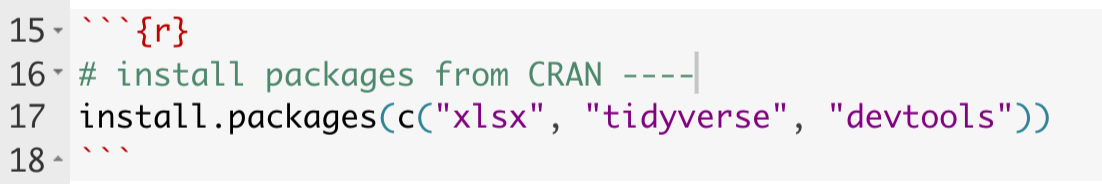 15 ```{r}
16 # install packages from CRAN ----
17 install.packages(c("xlsx", "tidyverse", "devtools"))
18 ```